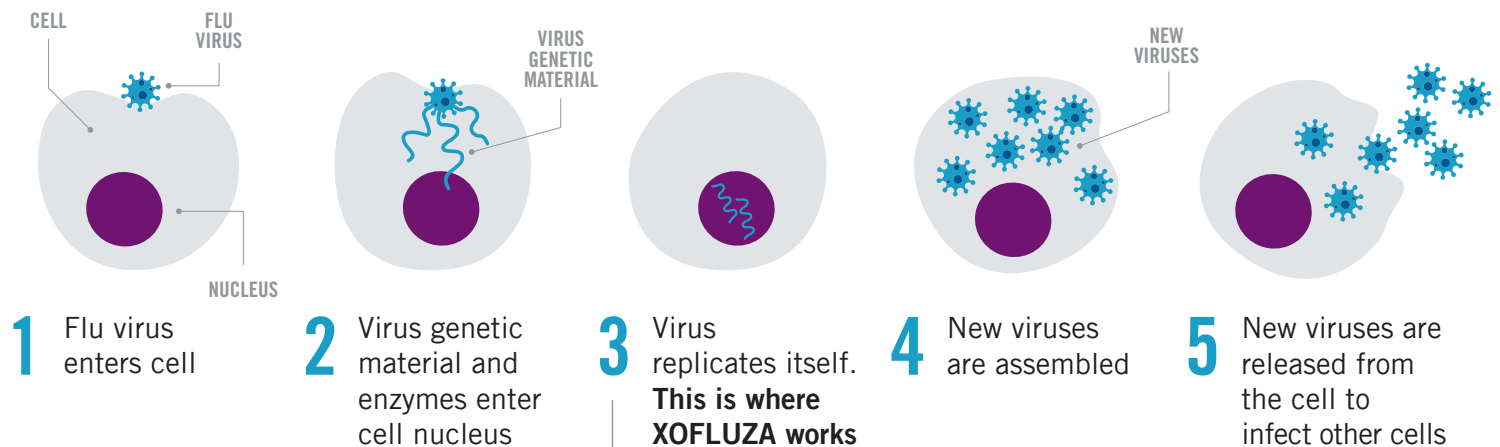 CELL
FLU
VIRUS
VIRUS
GENETIC
MATERIAL
NEW
VIRUSES
NUCLEUS
1 Flu virus
enters cell
2 Virus genetic
material and
enzymes enter
cell nucleus
3 Virus
replicates itself.
This is where
XOFLUZA works
4 New viruses
are assembled
5 New viruses are
released from
the cell to
infect other cells